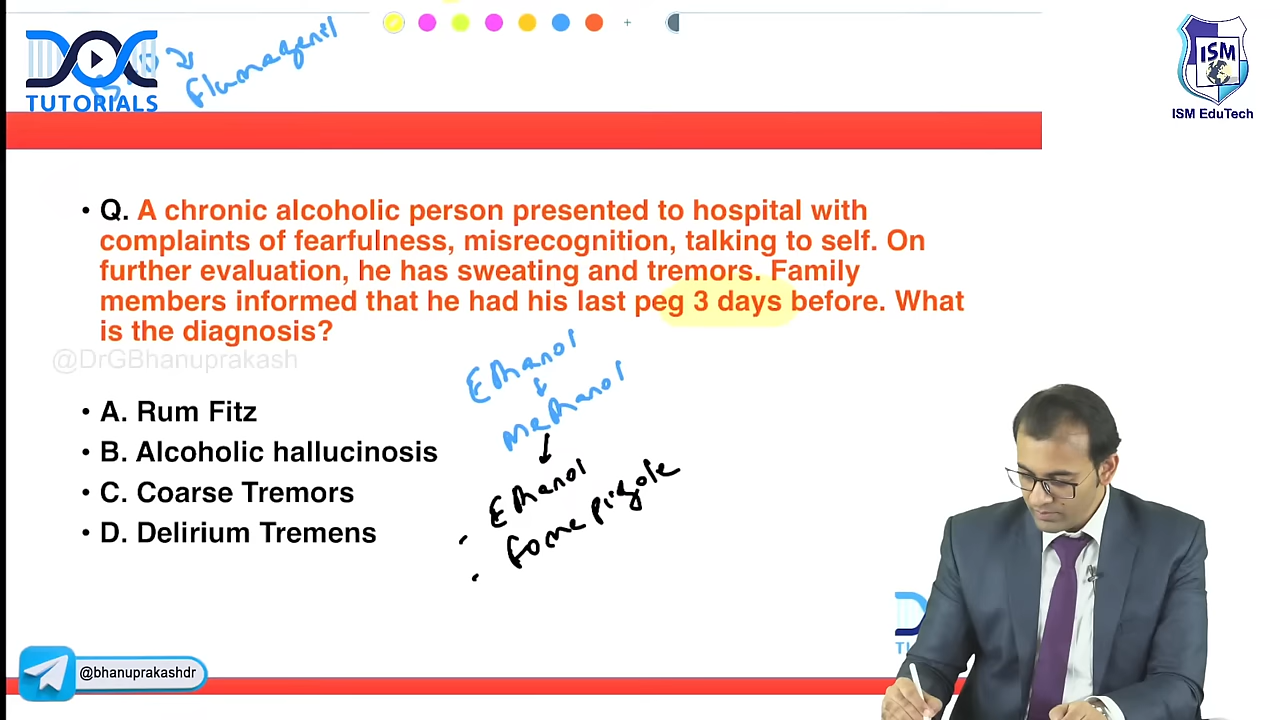 DOC
TUTORIALS
Flumagenil
ISM
ISM EduTech
• Q. A chronic alcoholic person presented to hospital with
complaints of fearfulness, misrecognition, talking to self. On
further evaluation, he has sweating and tremors. Family
members informed that he had his last peg 3 days before. What
is the diagnosis?
@DrGBhanuprakash
Ethanol
Methanol
• A. Rum Fitz
• B. Alcoholic hallucinosis
• C. Coarse Tremors
• D. Delirium Tremens
Ethanol
Fomepizole
@bhanuprakashdr